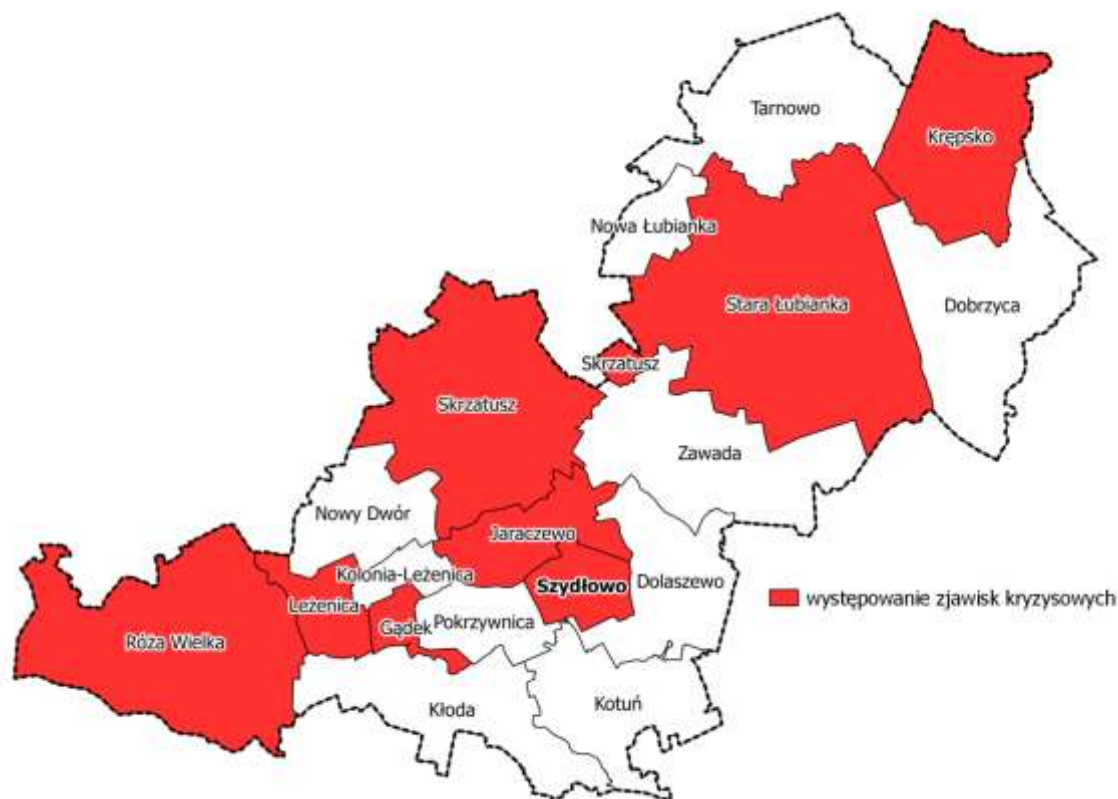 Tarnowo
Krępsko
Nowa Łubianka
Stara Łubianka
Dobrzyca
Skrzatusz
Skrzatusz
Zawada
Nowy Dwór
Jaraczewo
Kolonia-Leżenica
Szydłowo
Dolaszewo
występowanie zjawisk kryzysowych
Leżenica
Gądek
Pokrzywnica
Róża Wielka
Kłoda
Kotuń